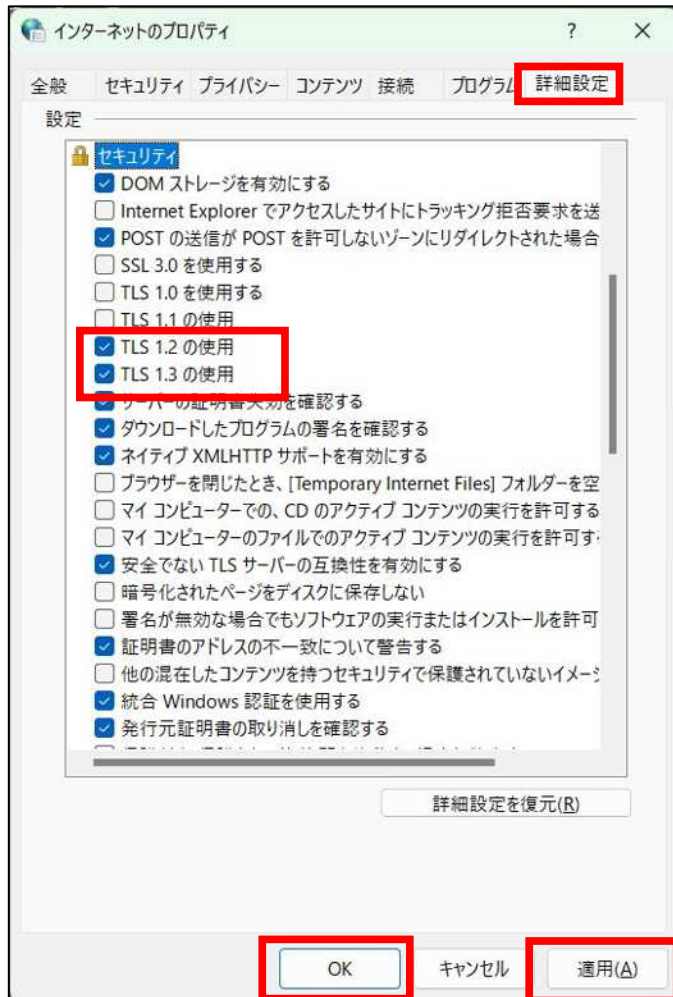 インターネットのプロパティ
?
×
全般 セキュリティ プライバシー コンテンツ 接続 プログラム 詳細設定
設定
セキュリティ
DOM ストレージを有効にする
Internet Explorer でアクセスしたサイトにトラッキング拒否要求を送
POST の送信が POST を許可しないゾーンにリダイレクトされた場合
SSL 3.0 を使用する
TLS 1.0 を使用する
TLS 1.1 の使用
TLS 1.2 の使用
TLS 1.3 の使用
サーバーの証明書失効を確認する
ダウンロードしたプログラムの署名を確認する
ネイティブ XMLHTTP サポートを有効にする
ブラウザーを閉じたとき、[Temporary Internet Files] フォルダーを空
マイ コンピューターでの、CD のアクティブ コンテンツの実行を許可する
マイ コンピューターのファイルでのアクティブ コンテンツの実行を許可す
安全でない TLS サーバーの互換性を有効にする
暗号化されたページをディスクに保存しない
署名が無効な場合でもソフトウェアの実行またはインストールを許可
証明書のアドレスの不一致について警告する
他の混在したコンテンツを持つセキュリティで保護されていないイメージ
統合 Windows 認証を使用する
発行元証明書の取り消しを確認する
詳細設定を復元(R)
OK キャンセル 適用(A)